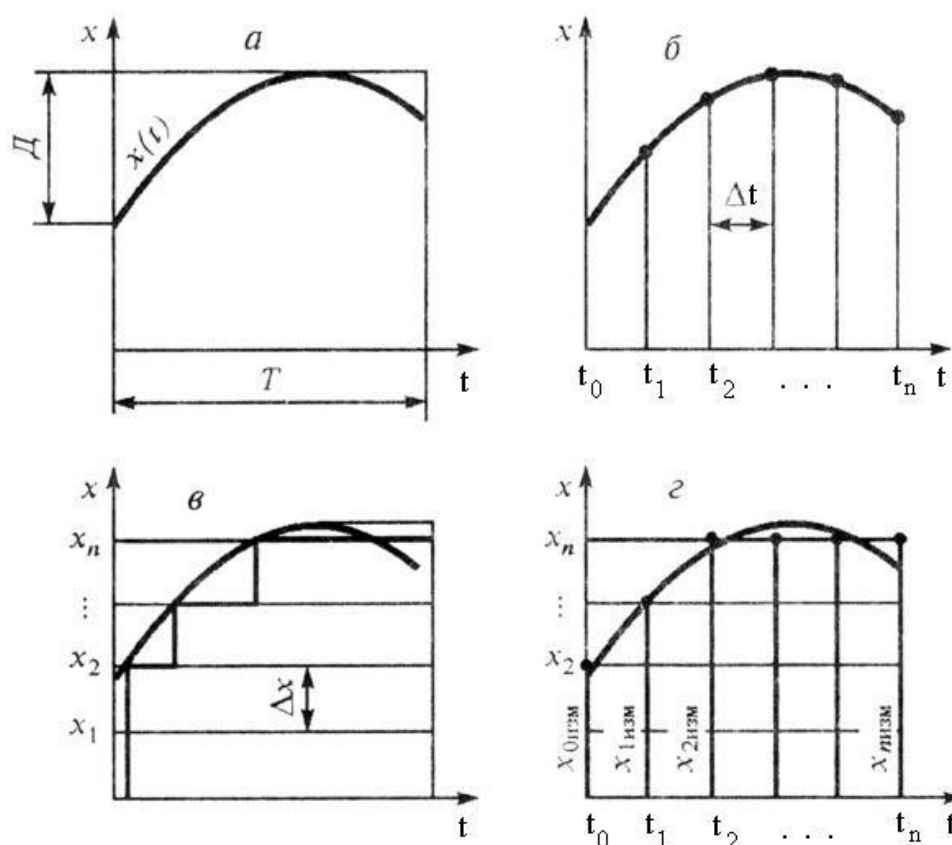 x а
Д
x(t)
T
t
x б
Δt
t₀ t₁ t₂ . . . tₙ t
x в
xₙ
⋮
x₂
Δx
x₁
t
x г
xₙ
⋮
x₂
x₀изм x₁изм x₂изм xₙизм
t₀ t₁ t₂ . . . tₙ t